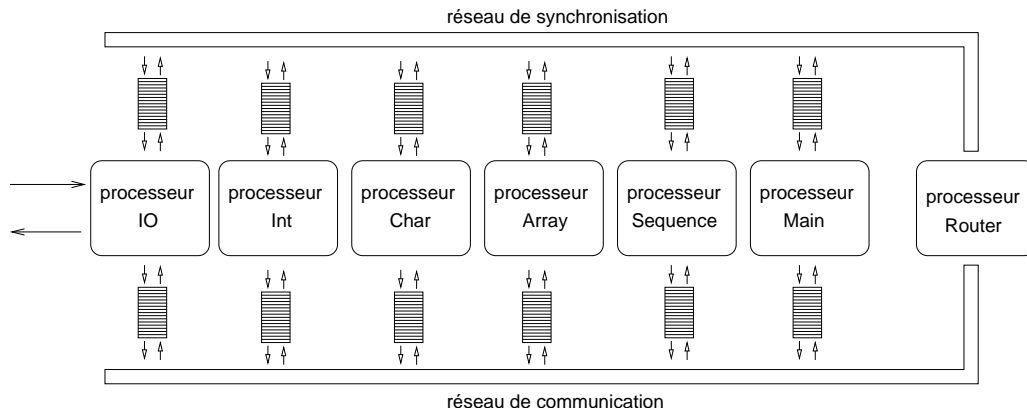 réseau de synchronisation
processeur
IO
processeur
Int
processeur
Char
processeur
Array
processeur
Sequence
processeur
Main
processeur
Router
réseau de communication